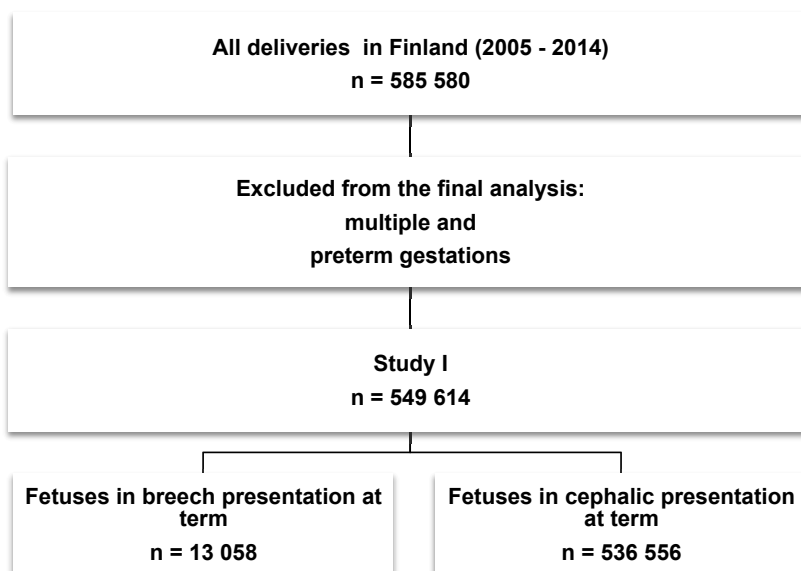 All deliveries in Finland (2005 - 2014)
n = 585 580
Excluded from the final analysis:
multiple and
preterm gestations
Study I
n = 549 614
Fetuses in breech presentation at
term
n = 13 058
Fetuses in cephalic presentation
at term
n = 536 556